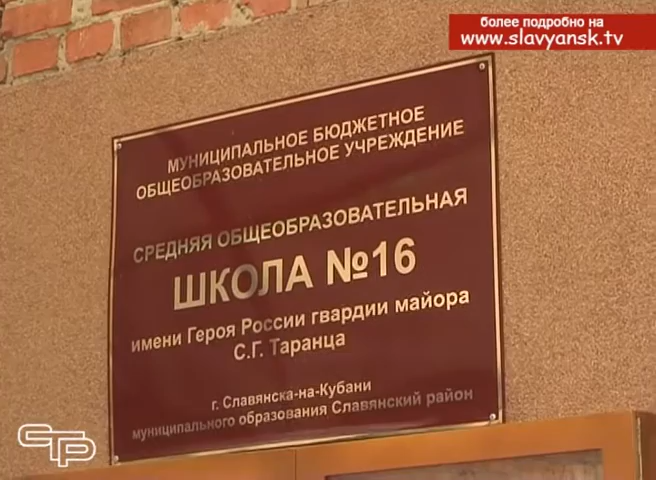 более подробно на
www.slavyansk.tv
МУНИЦИПАЛЬНОЕ БЮДЖЕТНОЕ
ОБЩЕОБРАЗОВАТЕЛЬНОЕ УЧРЕЖДЕНИЕ
СРЕДНЯЯ ОБЩЕОБРАЗОВАТЕЛЬНАЯ
ШКОЛА №16
имени Героя России гвардии майора
С.Г. Таранца
г. Славянска-на-Кубани
муниципального образования Славянский район
СТР